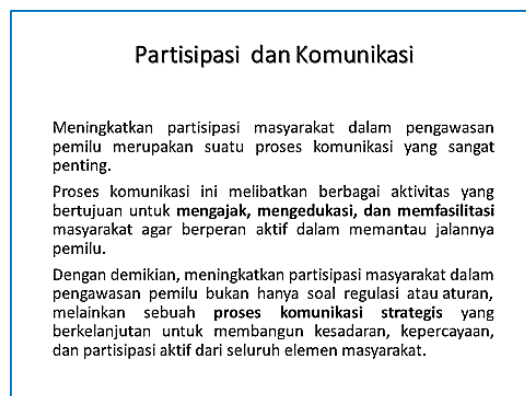 Partisipasi dan Komunikasi
Meningkatkan partisipasi masyarakat dalam pengawasan
pemilu merupakan suatu proses komunikasi yang sangat
penting.
Proses komunikasi ini melibatkan berbagai aktivitas yang
bertujuan untuk mengajak, mengedukasi, dan memfasilitasi
masyarakat agar berperan aktif dalam memantau jalannya
pemilu.
Dengan demikian, meningkatkan partisipasi masyarakat dalam
pengawasan pemilu bukan hanya soal regulasi atau aturan,
melainkan sebuah proses komunikasi strategis yang
berkelanjutan untuk membangun kesadaran, kepercayaan,
dan partisipasi aktif dari seluruh elemen masyarakat.